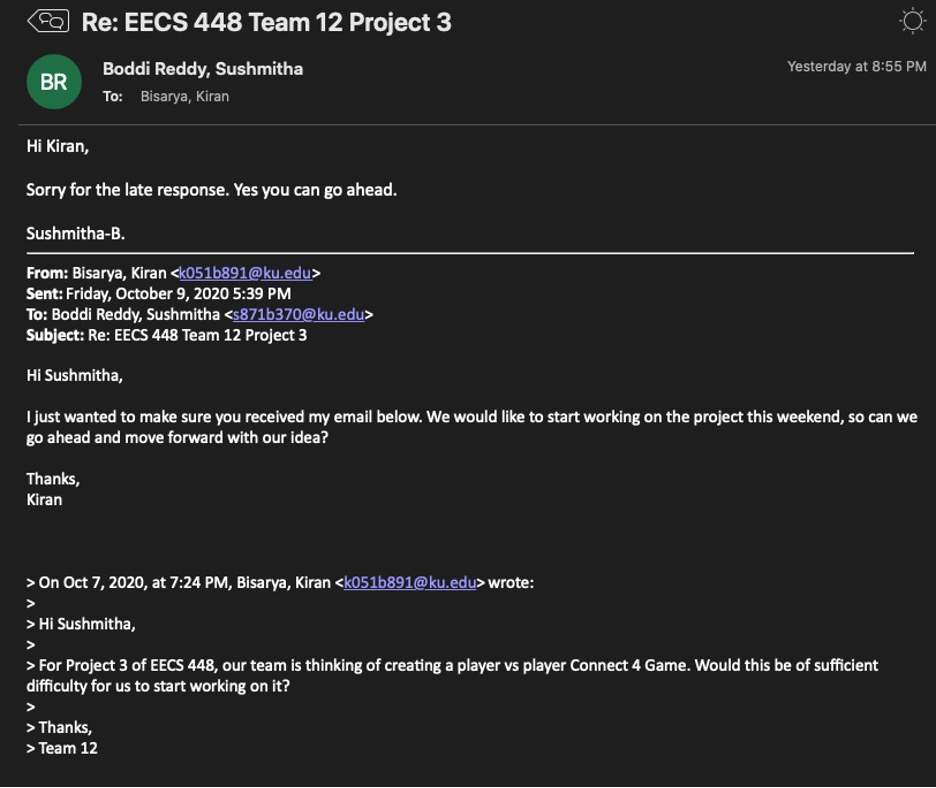 Re: EECS 448 Team 12 Project 3
BR
Boddi Reddy, Sushmitha
Yesterday at 8:55 PM
To: Bisarya, Kiran
Hi Kiran,
Sorry for the late response. Yes you can go ahead.
Sushmitha-B.
From: Bisarya, Kiran <k051b891@ku.edu>
Sent: Friday, October 9, 2020 5:39 PM
To: Boddi Reddy, Sushmitha <s871b370@ku.edu>
Subject: Re: EECS 448 Team 12 Project 3
Hi Sushmitha,
I just wanted to make sure you received my email below. We would like to start working on the project this weekend, so can we
go ahead and move forward with our idea?
Thanks,
Kiran
> On Oct 7, 2020, at 7:24 PM, Bisarya, Kiran <k051b891@ku.edu> wrote:
>
> Hi Sushmitha,
>
> For Project 3 of EECS 448, our team is thinking of creating a player vs player Connect 4 Game. Would this be of sufficient
difficulty for us to start working on it?
>
> Thanks,
> Team 12